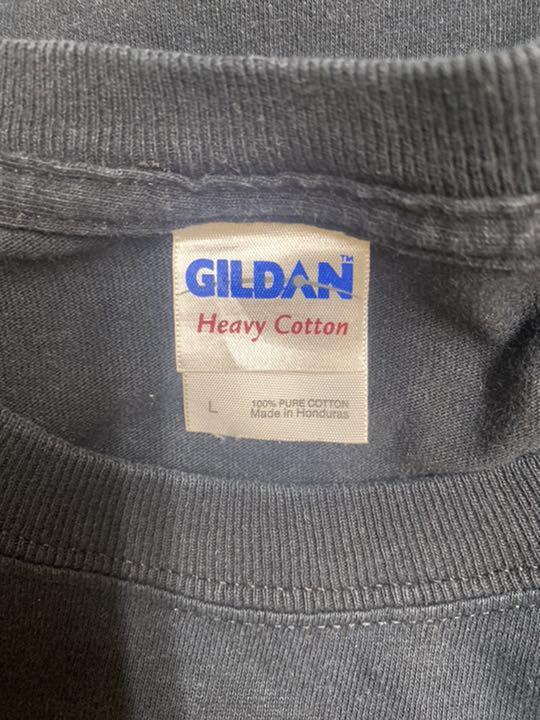 GILDAN™
Heavy Cotton
L
100% PURE COTTON
Made in Honduras